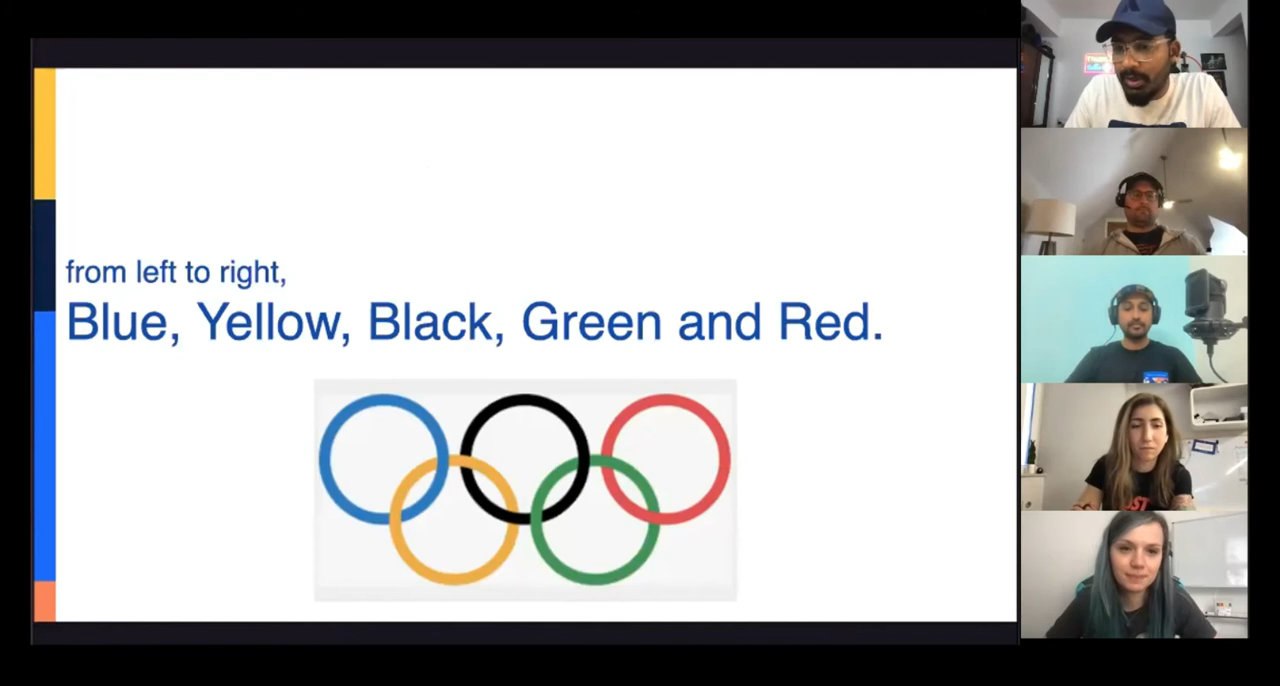 from left to right,
Blue, Yellow, Black, Green and Red.